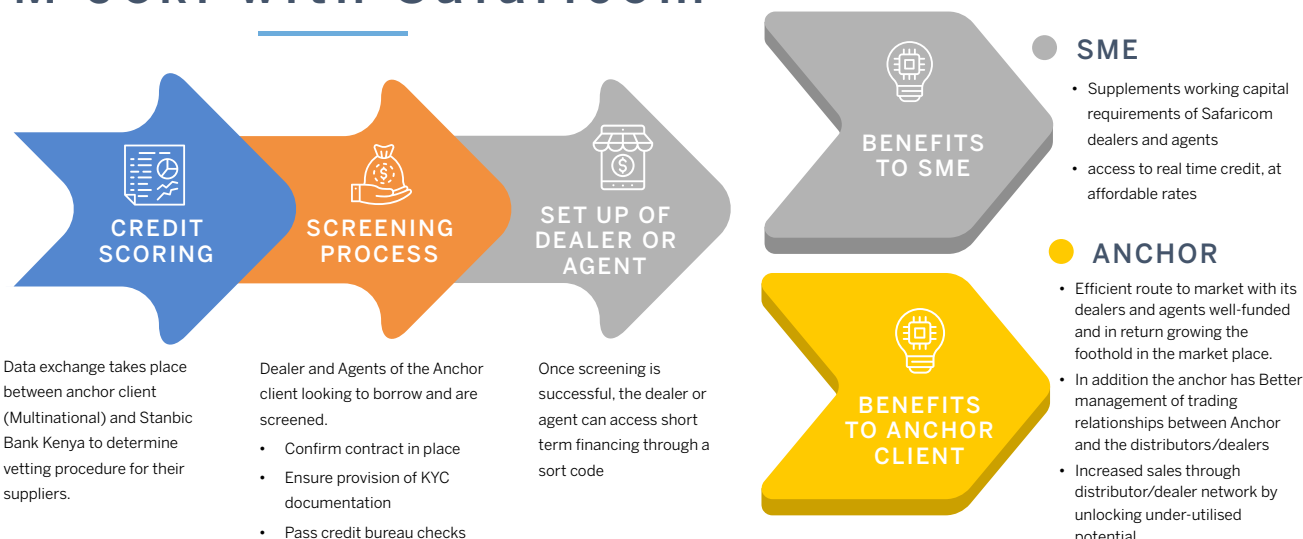 with Safaricom
CREDIT
SCORING
SCREENING
PROCESS
SET UP OF
DEALER OR
AGENT
Data exchange takes place
between anchor client
(Multinational) and Stanbic
Bank Kenya to determine
vetting procedure for their
suppliers.
Dealer and Agents of the Anchor
client looking to borrow and are
screened.
• Confirm contract in place
• Ensure provision of KYC
documentation
• Pass credit bureau checks
Once screening is
successful, the dealer or
agent can access short
term financing through a
sort code
BENEFITS
TO SME
SME
• Supplements working capital
requirements of Safaricom
dealers and agents
• access to real time credit, at
affordable rates
BENEFITS
TO ANCHOR
CLIENT
ANCHOR
• Efficient route to market with its
dealers and agents well-funded
and in return growing the
foothold in the market place.
• In addition the anchor has Better
management of trading
relationships between Anchor
and the distributors/dealers
• Increased sales through
distributor/dealer network by
unlocking under-utilised
potential